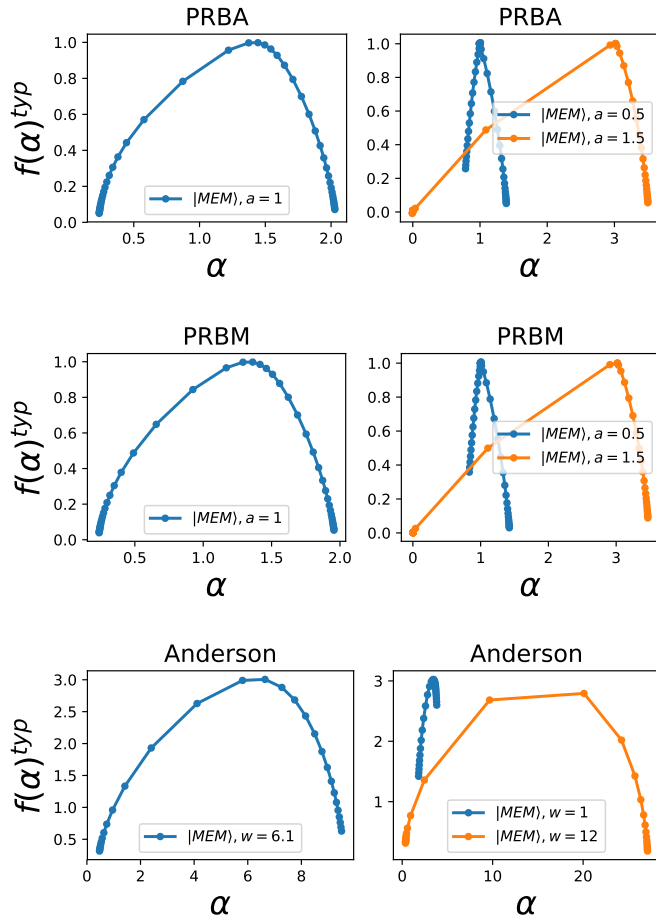 PRBA
1.0
0.8
0.6
0.4
0.2
0.0
f(α)^{typ}
|MEM⟩, a = 1
0.5 1.0 1.5 2.0
α
PRBA
1.0
0.8
0.6
0.4
0.2
0.0
|MEM⟩, a = 0.5
|MEM⟩, a = 1.5
0 1 2 3
α
PRBM
1.0
0.8
0.6
0.4
0.2
0.0
f(α)^{typ}
|MEM⟩, a = 1
0.5 1.0 1.5 2.0
α
PRBM
1.0
0.8
0.6
0.4
0.2
0.0
|MEM⟩, a = 0.5
|MEM⟩, a = 1.5
0 1 2 3
α
Anderson
3.0
2.5
2.0
1.5
1.0
0.5
f(α)^{typ}
|MEM⟩, w = 6.1
0 2 4 6 8
α
Anderson
3
2
1
|MEM⟩, w = 1
|MEM⟩, w = 12
0 10 20
α